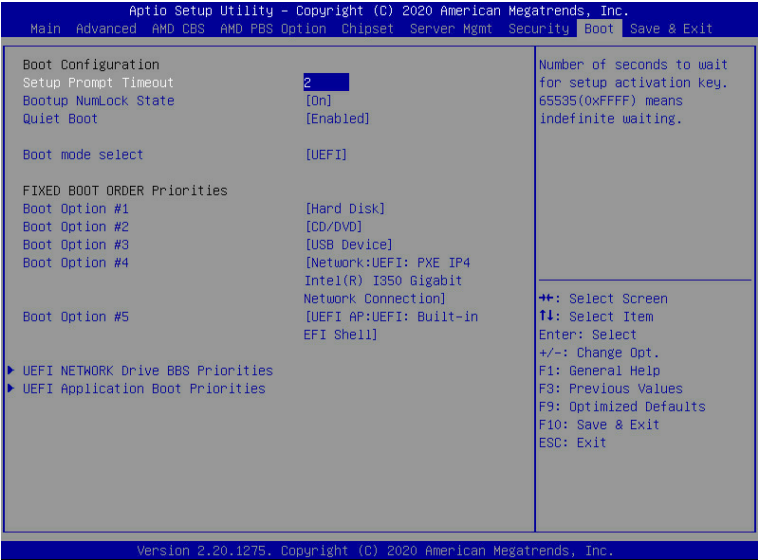 Aptio Setup Utility – Copyright (C) 2020 American Megatrends, Inc.
Main Advanced AMD CBS AMD PBS Option Chipset Server Mgmt Security Boot Save & Exit
Boot Configuration
Setup Prompt Timeout 2
Bootup NumLock State [On]
Quiet Boot [Enabled]
Boot mode select [UEFI]
FIXED BOOT ORDER Priorities
Boot Option #1 [Hard Disk]
Boot Option #2 [CD/DVD]
Boot Option #3 [USB Device]
Boot Option #4 [Network:UEFI: PXE IP4
Intel(R) I350 Gigabit
Network Connection]
Boot Option #5 [UEFI AP:UEFI: Built-in
EFI Shell]
UEFI NETWORK Drive BBS Priorities
UEFI Application Boot Priorities
Number of seconds to wait
for setup activation key.
65535(0xFFFF) means
indefinite waiting.
→←: Select Screen
↑↓: Select Item
Enter: Select
+/-: Change Opt.
F1: General Help
F3: Previous Values
F9: Optimized Defaults
F10: Save & Exit
ESC: Exit
Version 2.20.1275. Copyright (C) 2020 American Megatrends, Inc.